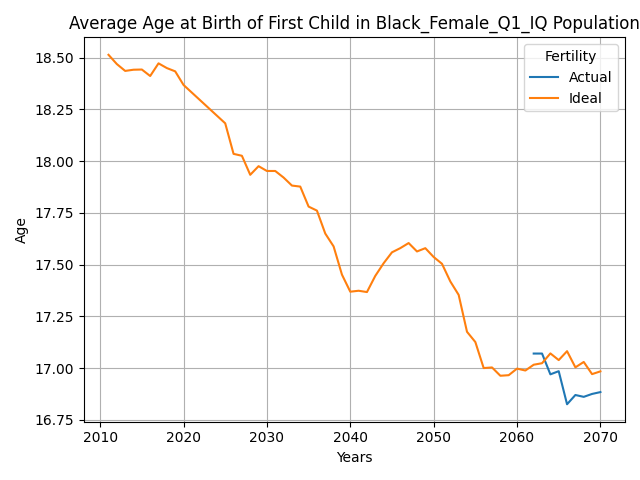 Average Age at Birth of First Child in Black_Female_Q1_IQ Population
Fertility
Actual
Ideal
Age
18.50
18.25
18.00
17.75
17.50
17.25
17.00
16.75
2010
2020
2030
2040
2050
2060
2070
Years